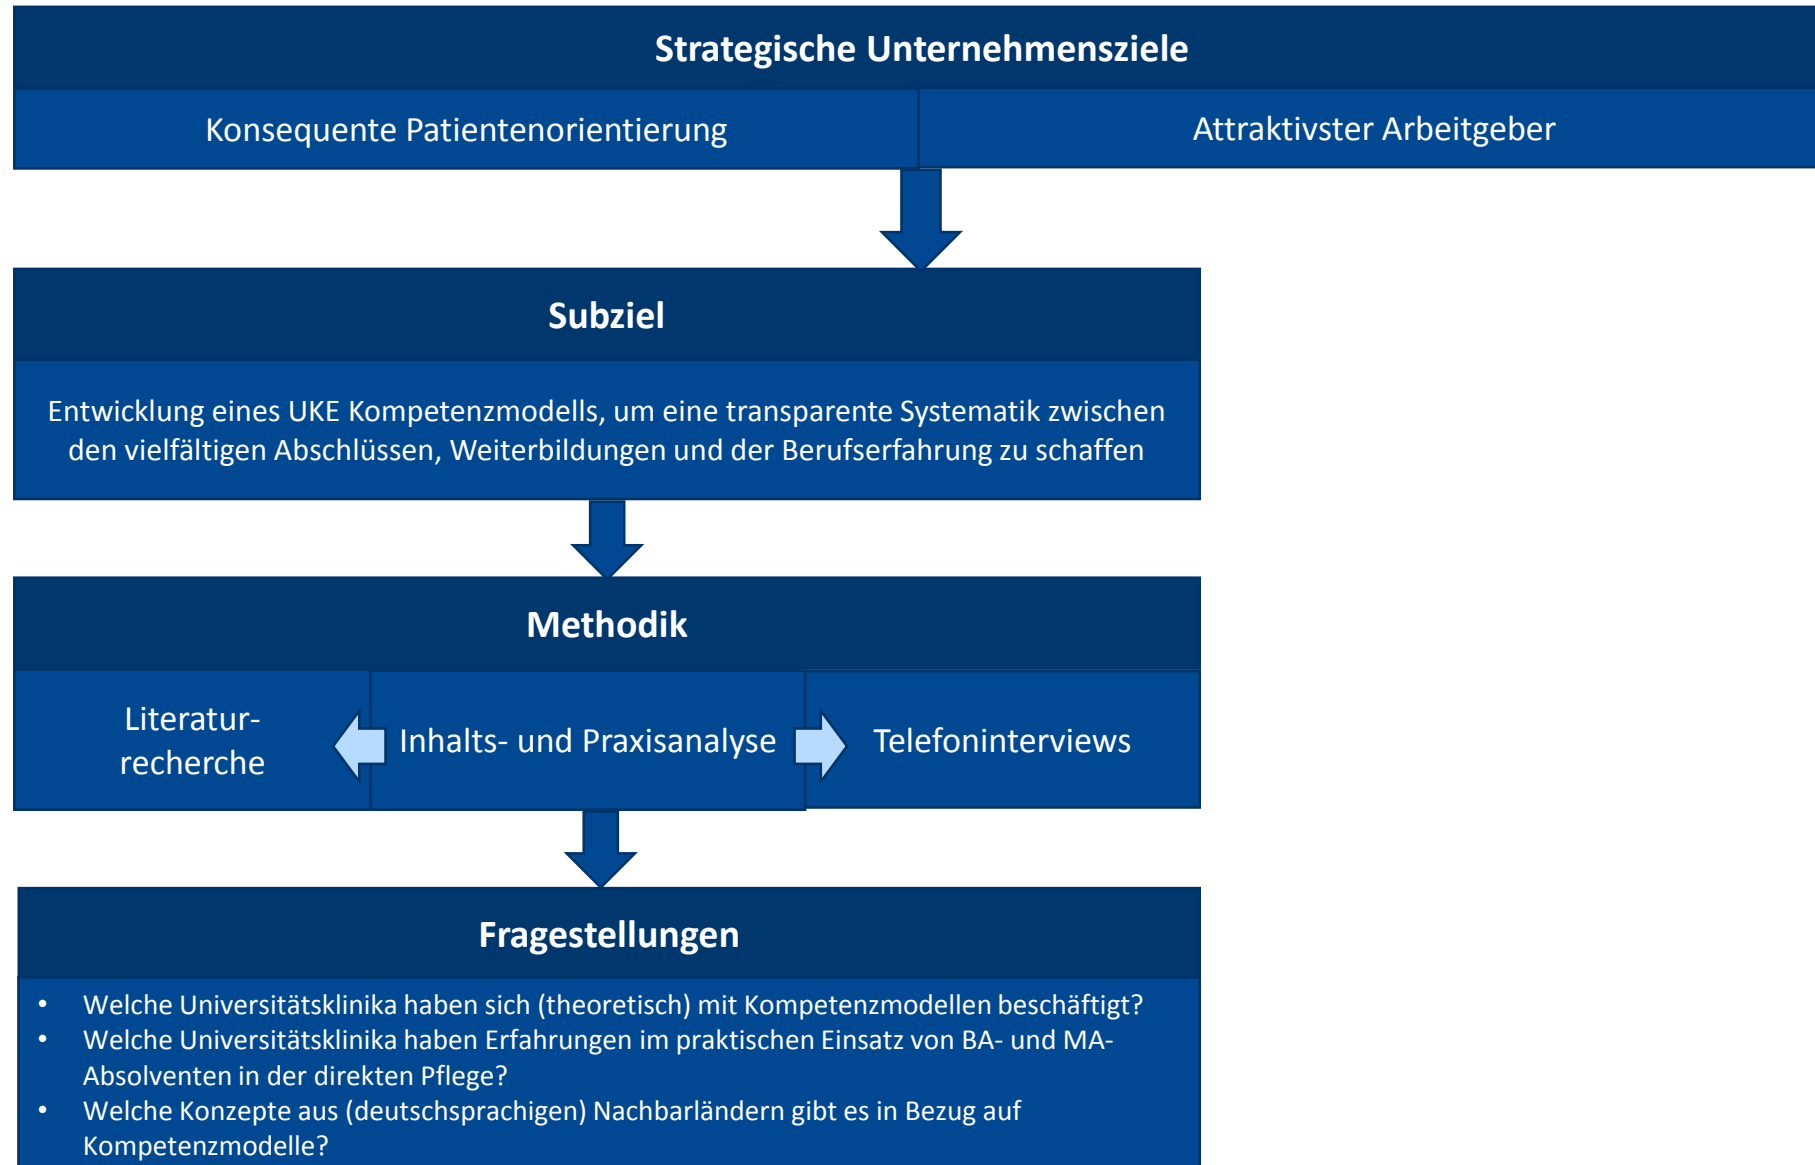 Strategische Unternehmensziele
Konsequente Patientenorientierung
Attraktivster Arbeitgeber
Subziel
Entwicklung eines UKE Kompetenzmodells, um eine transparente Systematik zwischen
den vielfältigen Abschlüssen, Weiterbildungen und der Berufserfahrung zu schaffen
Methodik
Literatur-
recherche
Inhalts- und Praxisanalyse
Telefoninterviews
Fragestellungen
• Welche Universitätsklinika haben sich (theoretisch) mit Kompetenzmodellen beschäftigt?
• Welche Universitätsklinika haben Erfahrungen im praktischen Einsatz von BA- und MA-
Absolventen in der direkten Pflege?
• Welche Konzepte aus (deutschsprachigen) Nachbarländern gibt es in Bezug auf
Kompetenzmodelle?